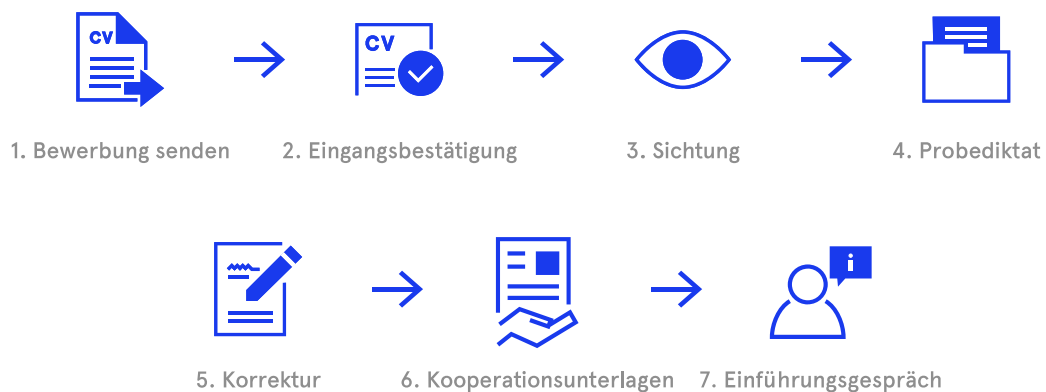 CV
CV
1. Bewerbung senden
2. Eingangsbestätigung
3. Sichtung
4. Probediktat
i
5. Korrektur
6. Kooperationsunterlagen
7. Einführungsgespräch